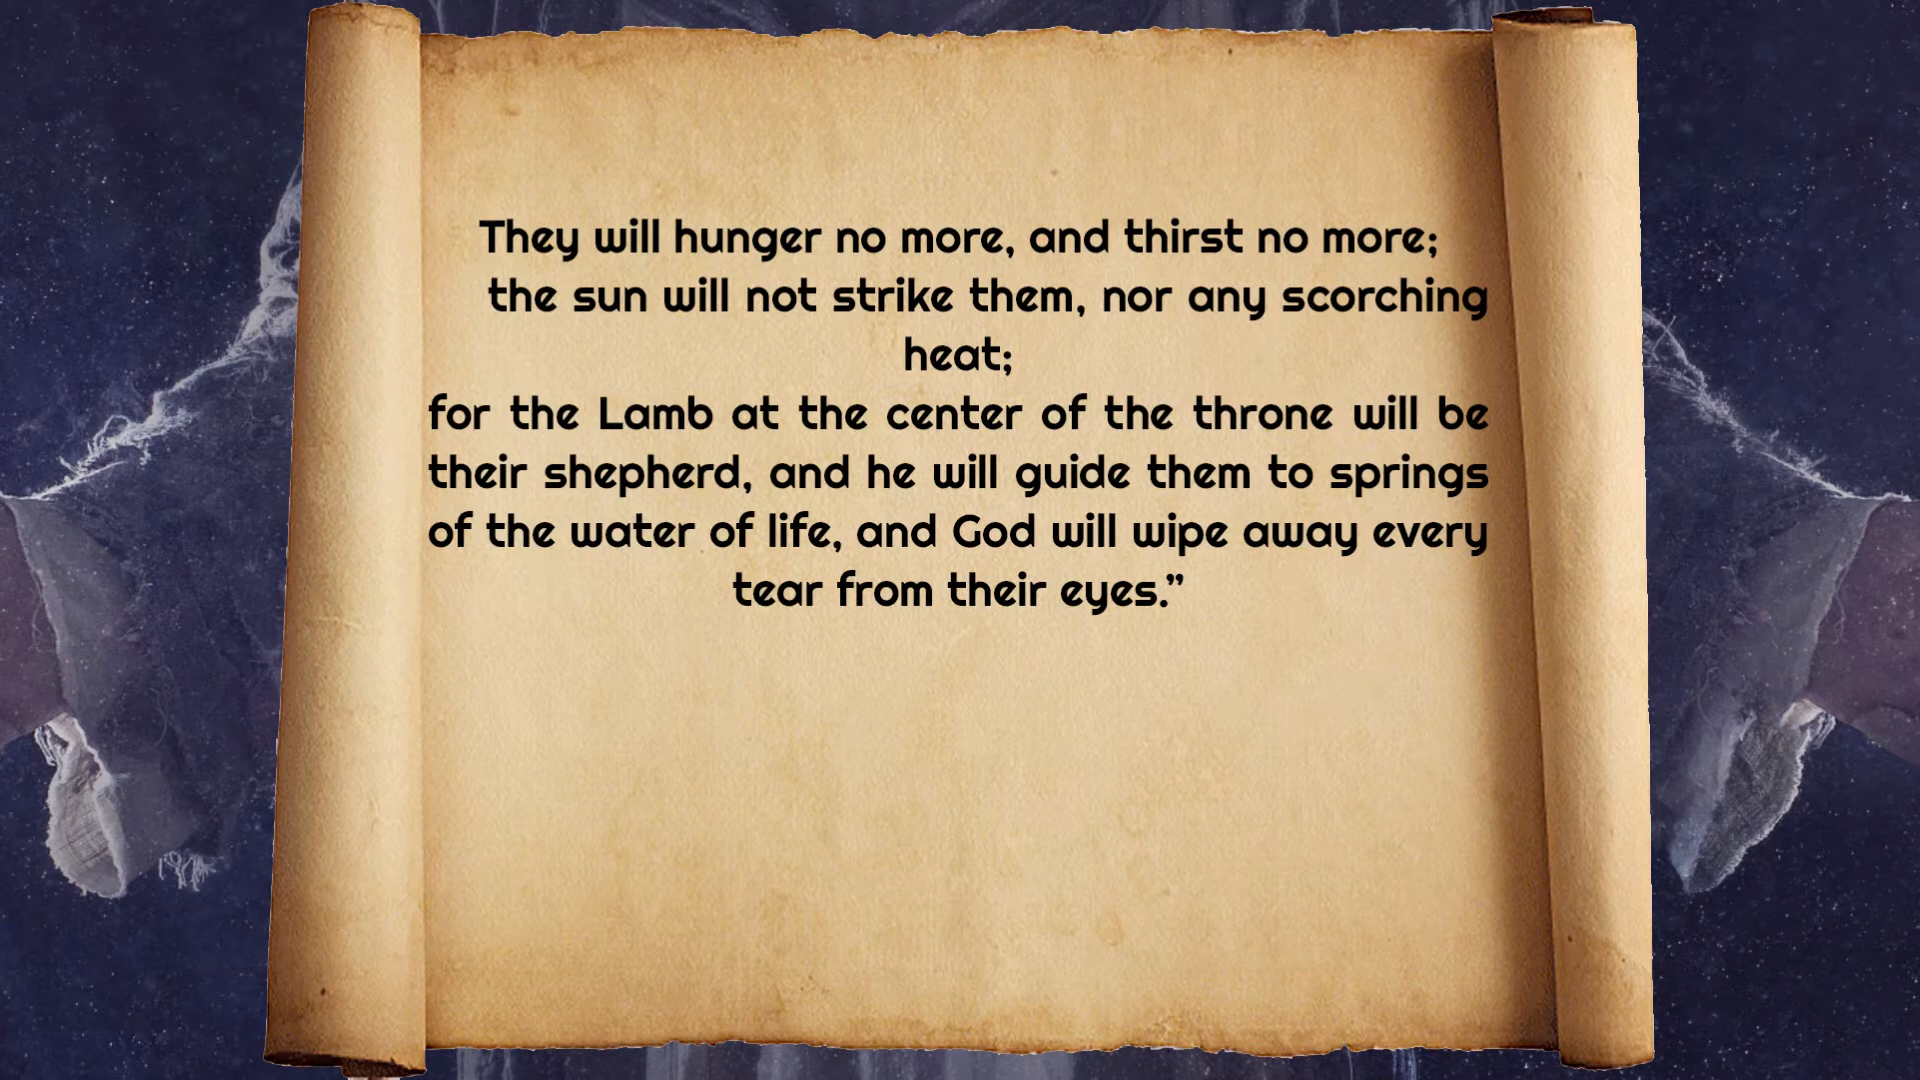 They will hunger no more, and thirst no more;
the sun will not strike them, nor any scorching
heat;
for the Lamb at the center of the throne will be
their shepherd, and he will guide them to springs
of the water of life, and God will wipe away every
tear from their eyes.”